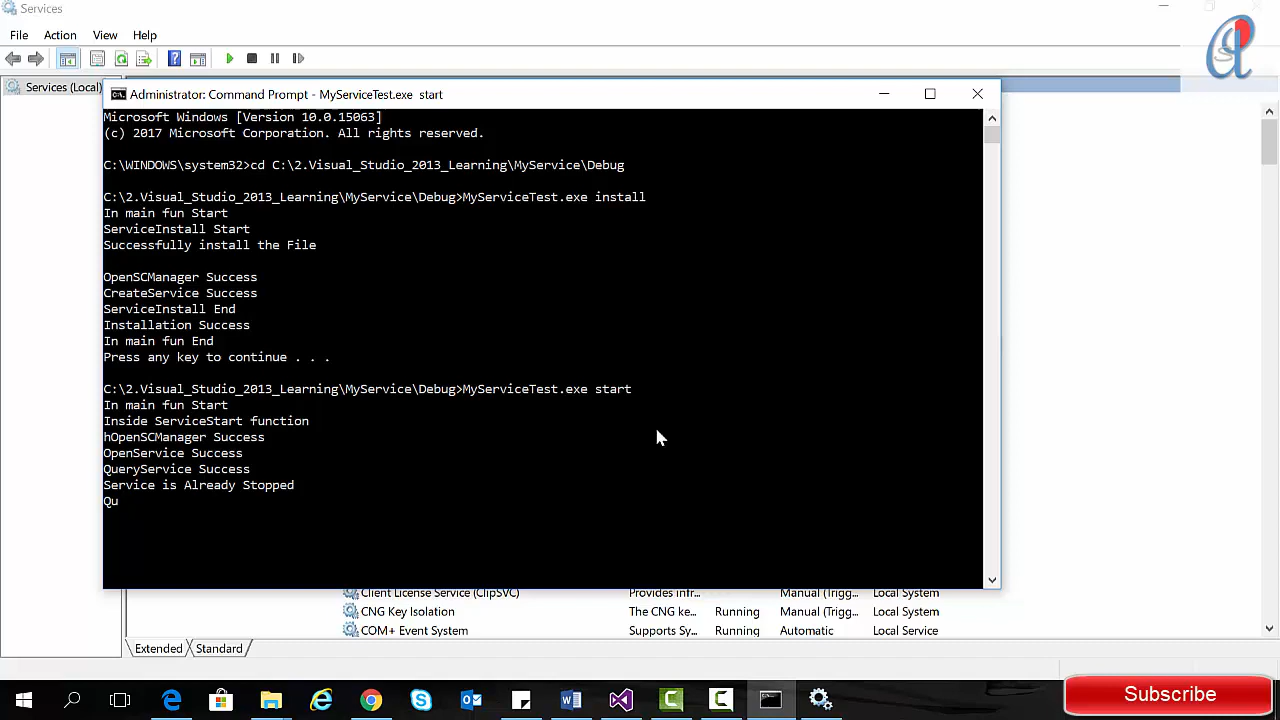 Services
File Action View Help
Services (Local)
Administrator: Command Prompt - MyServiceTest.exe start
Microsoft Windows [Version 10.0.15063]
(c) 2017 Microsoft Corporation. All rights reserved.
C:\WINDOWS\system32>cd C:\2.Visual_Studio_2013_Learning\MyService\Debug
C:\2.Visual_Studio_2013_Learning\MyService\Debug>MyServiceTest.exe install
In main fun Start
ServiceInstall Start
Successfully install the File
OpenSCManager Success
CreateService Success
ServiceInstall End
Installation Success
In main fun End
Press any key to continue . . .
C:\2.Visual_Studio_2013_Learning\MyService\Debug>MyServiceTest.exe start
In main fun Start
Inside ServiceStart function
hOpenSCManager Success
OpenService Success
QueryService Success
Service is Already Stopped
Qu
Client License Service (ClipSVC) Provides infr... Manual (Trigg... Local System
CNG Key Isolation The CNG ke... Running Manual (Trigg... Local System
COM+ Event System Supports Sy... Running Automatic Local Service
Extended Standard
Subscribe